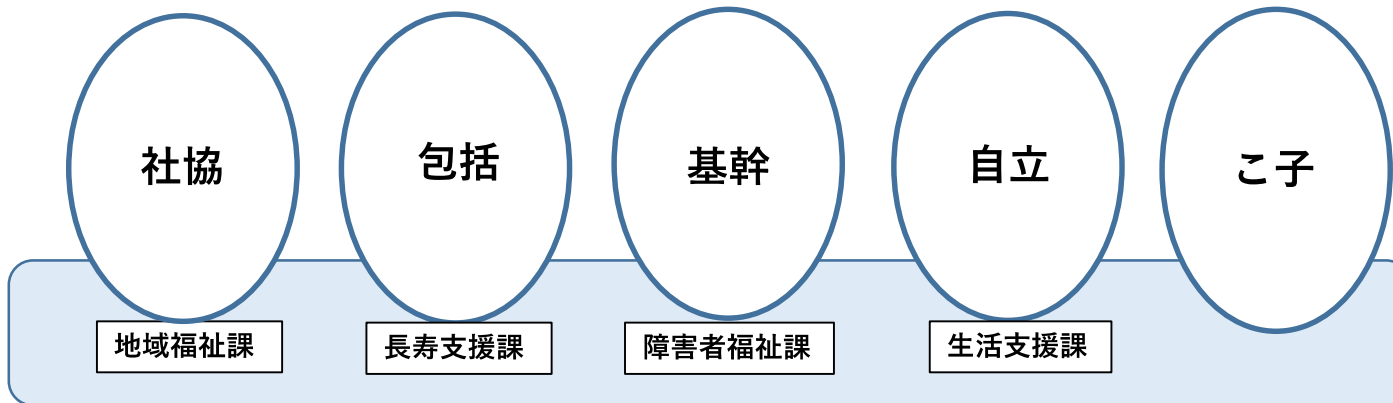 社協
包括
基幹
自立
こ子
地域福祉課
長寿支援課
障害者福祉課
生活支援課